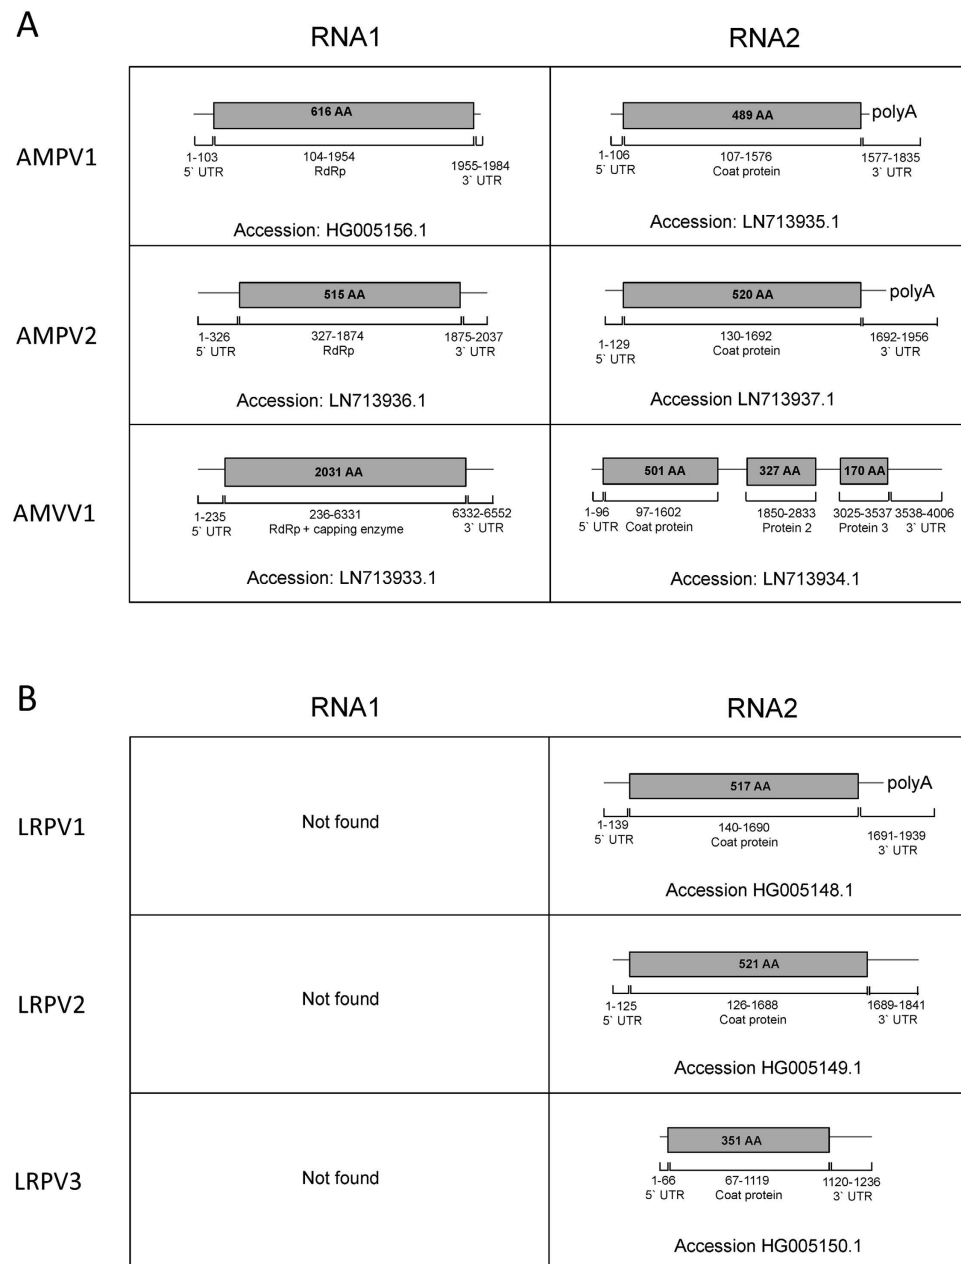 A
RNA1
RNA2
AMPV1
616 AA
1-103
5` UTR
104-1954
RdRp
1955-1984
3` UTR
Accession: HG005156.1
489 AA
polyA
1-106
5` UTR
107-1576
Coat protein
1577-1835
3` UTR
Accession: LN713935.1
AMPV2
515 AA
1-326
5` UTR
327-1874
RdRp
1875-2037
3` UTR
Accession: LN713936.1
520 AA
polyA
1-129
5` UTR
130-1692
Coat protein
1692-1956
3` UTR
Accession LN713937.1
AMVV1
2031 AA
1-235
5` UTR
236-6331
RdRp + capping enzyme
6332-6552
3` UTR
Accession: LN713933.1
501 AA
327 AA
170 AA
1-96
5` UTR
97-1602
Coat protein
1850-2833
Protein 2
3025-3537
Protein 3
3538-4006
3` UTR
Accession: LN713934.1
B
RNA1
RNA2
LRPV1
Not found
517 AA
polyA
1-139
5` UTR
140-1690
Coat protein
1691-1939
3` UTR
Accession HG005148.1
LRPV2
Not found
521 AA
1-125
5` UTR
126-1688
Coat protein
1689-1841
3` UTR
Accession HG005149.1
LRPV3
Not found
351 AA
1-66
5` UTR
67-1119
Coat protein
1120-1236
3` UTR
Accession HG005150.1